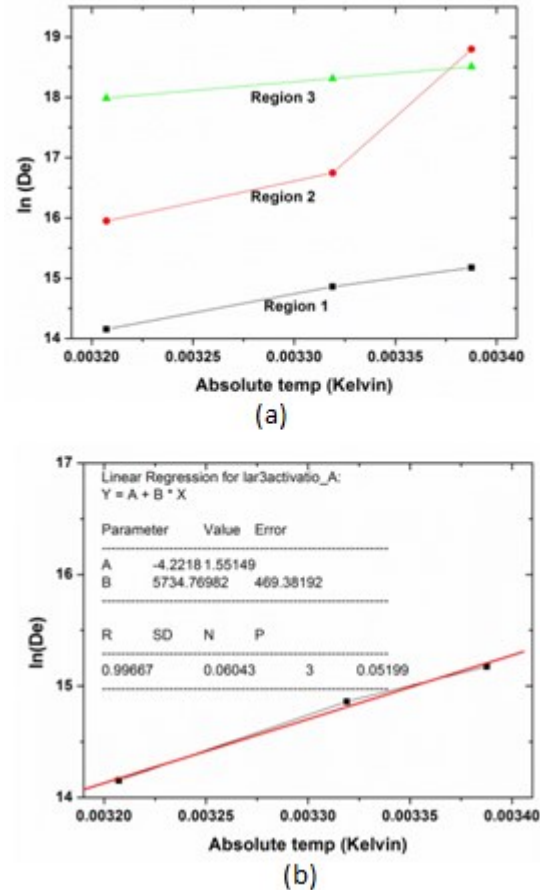 19
18
17
16
15
14
ln (De)
Region 3
Region 2
Region 1
0.00320 0.00325 0.00330 0.00335 0.00340
Absolute temp (Kelvin)
(a)
17
16
15
14
ln(De)
Linear Regression for lar3activatio_A:
Y = A + B * X
Parameter Value Error
A -4.2218 1.55149
B 5734.76982 469.38192
R SD N P
0.99667 0.06043 3 0.05199
0.00320 0.00325 0.00330 0.00335 0.00340
Absolute temp (Kelvin)
(b)